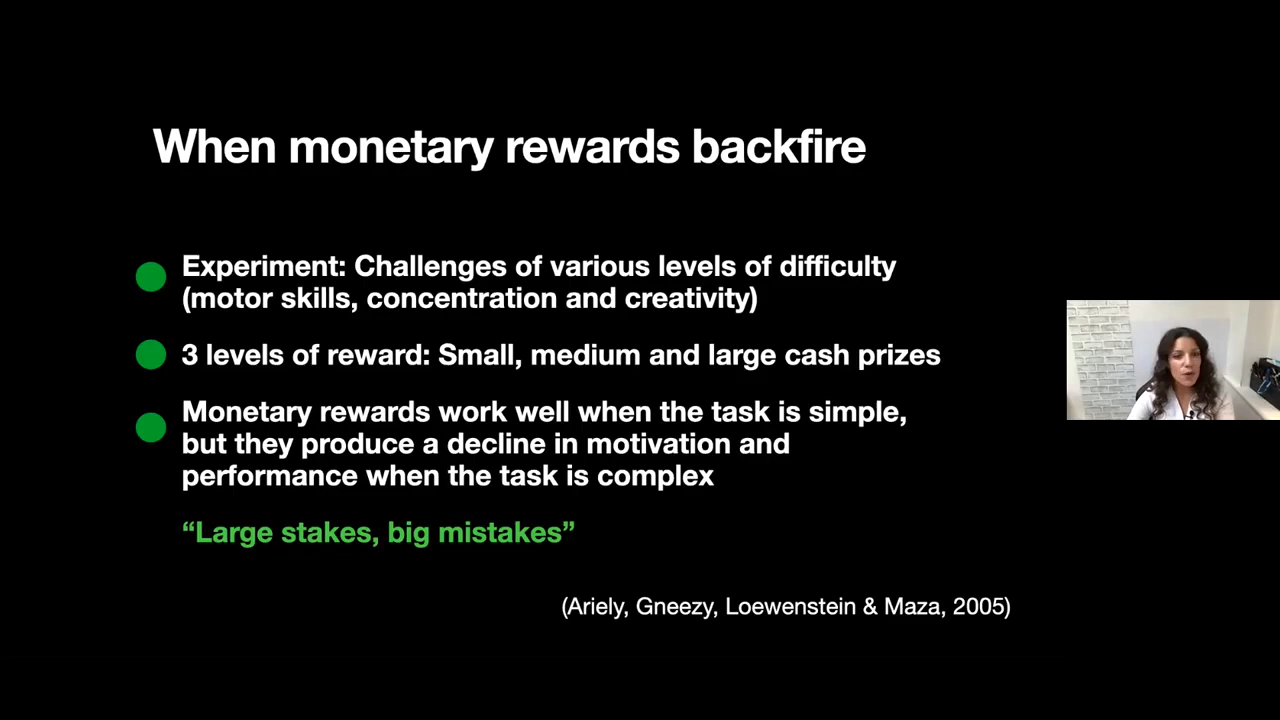 When monetary rewards backfire
Experiment: Challenges of various levels of difficulty
(motor skills, concentration and creativity)
3 levels of reward: Small, medium and large cash prizes
Monetary rewards work well when the task is simple,
but they produce a decline in motivation and
performance when the task is complex
“Large stakes, big mistakes”
(Ariely, Gneezy, Loewenstein & Maza, 2005)